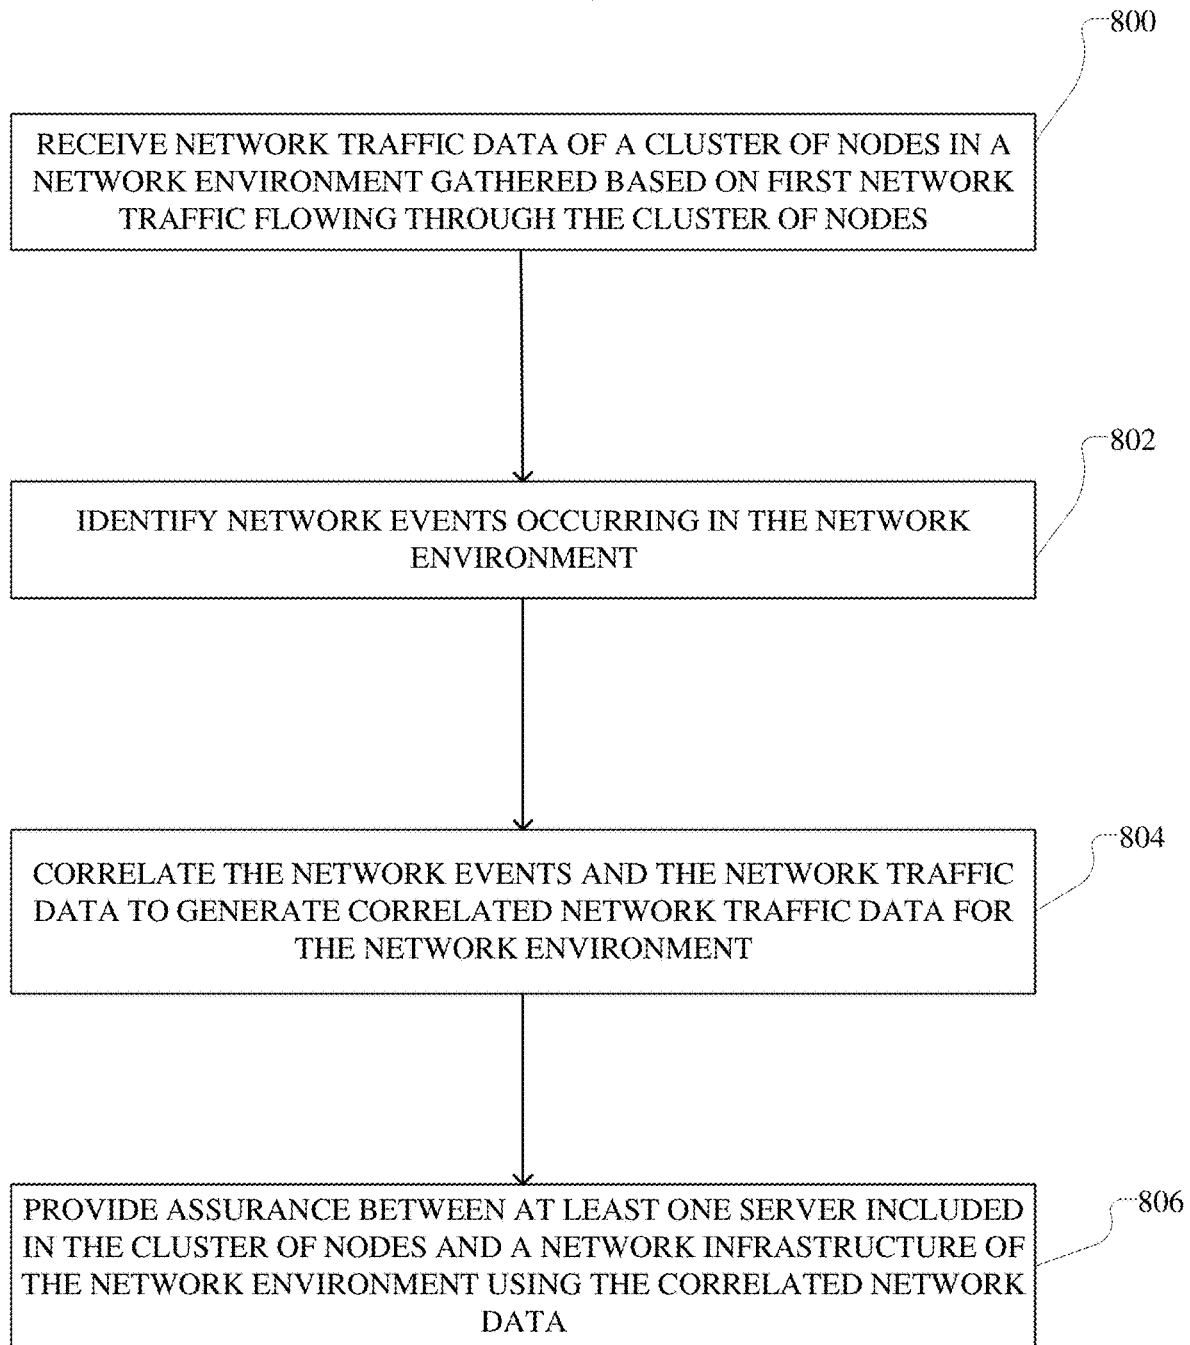 800
RECEIVE NETWORK TRAFFIC DATA OF A CLUSTER OF NODES IN A
NETWORK ENVIRONMENT GATHERED BASED ON FIRST NETWORK
TRAFFIC FLOWING THROUGH THE CLUSTER OF NODES
802
IDENTIFY NETWORK EVENTS OCCURRING IN THE NETWORK
ENVIRONMENT
804
CORRELATE THE NETWORK EVENTS AND THE NETWORK TRAFFIC
DATA TO GENERATE CORRELATED NETWORK TRAFFIC DATA FOR
THE NETWORK ENVIRONMENT
806
PROVIDE ASSURANCE BETWEEN AT LEAST ONE SERVER INCLUDED
IN THE CLUSTER OF NODES AND A NETWORK INFRASTRUCTURE OF
THE NETWORK ENVIRONMENT USING THE CORRELATED NETWORK
DATA